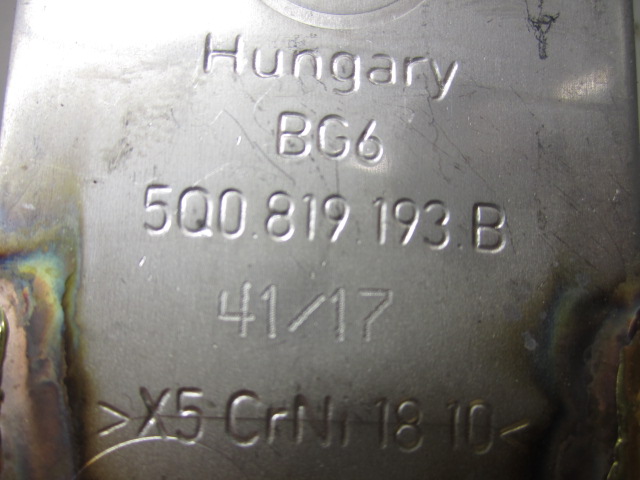 Hungary
BG6
5Q0.819.193.B
41/17
>X5 CrNi 18 10<